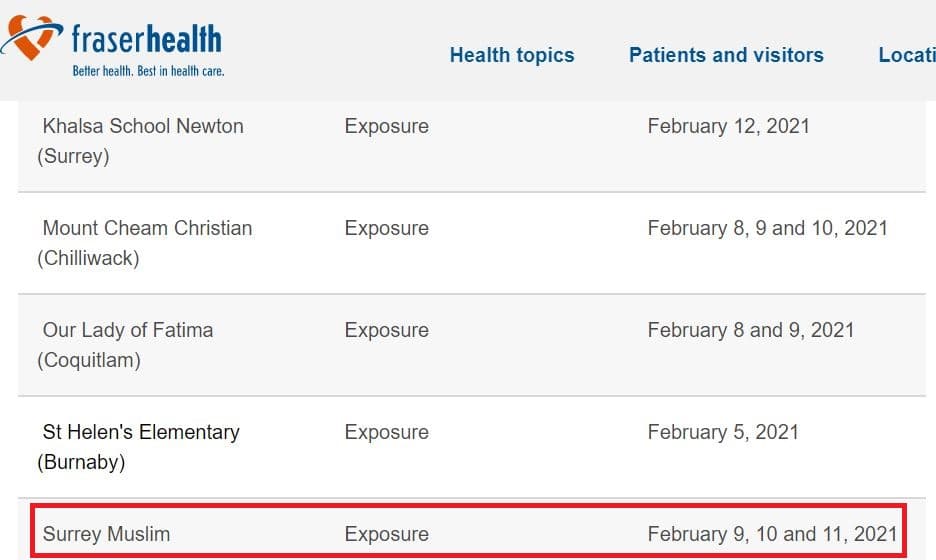 fraserhealth
Better health. Best in health care.
Health topics Patients and visitors Locati
Khalsa School Newton Exposure February 12, 2021
(Surrey)
Mount Cheam Christian Exposure February 8, 9 and 10, 2021
(Chilliwack)
Our Lady of Fatima Exposure February 8 and 9, 2021
(Coquitlam)
St Helen's Elementary Exposure February 5, 2021
(Burnaby)
Surrey Muslim Exposure February 9, 10 and 11, 2021